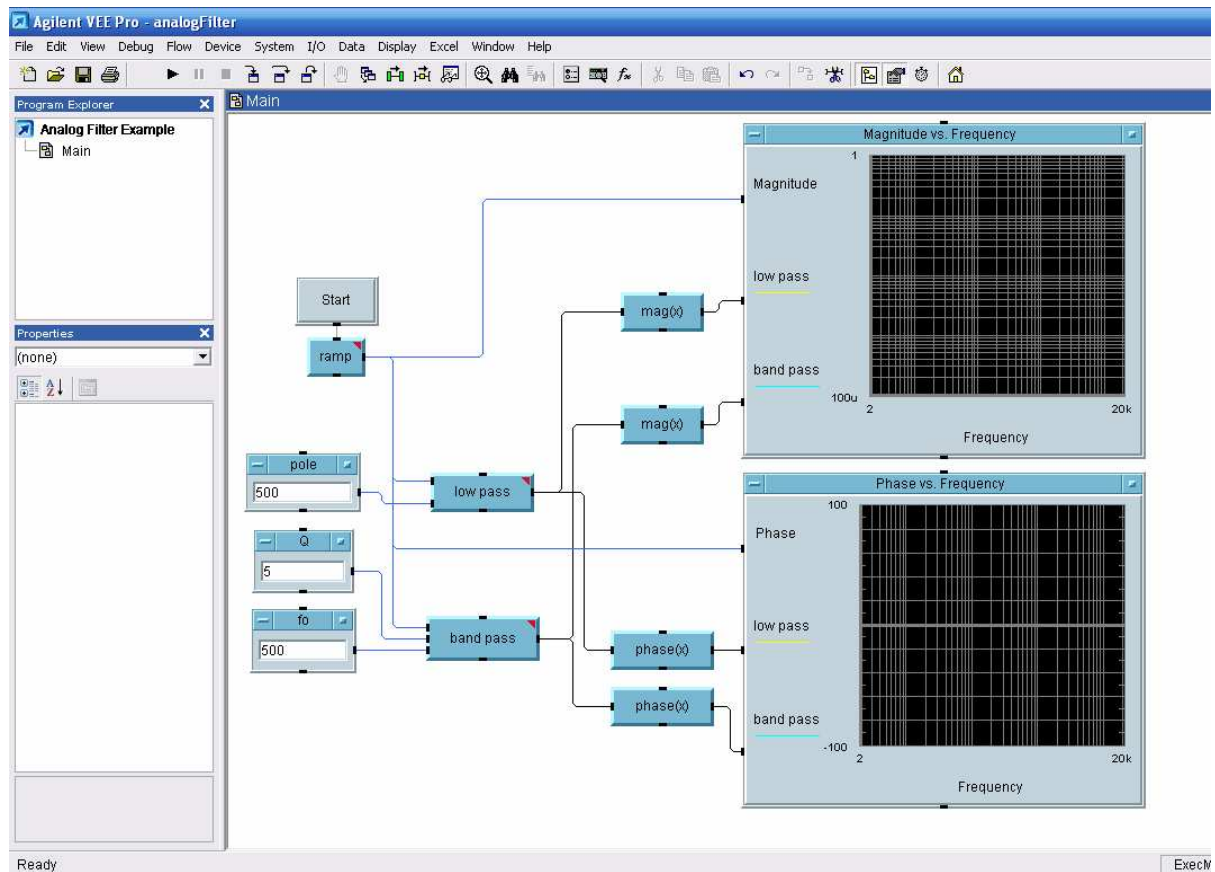 Agilent VEE Pro - analogFilter
File Edit View Debug Flow Device System I/O Data Display Excel Window Help
Program Explorer
Main
Analog Filter Example
Main
Magnitude vs. Frequency
1
Magnitude
low pass
band pass
100u
2
20k
Frequency
Start
ramp
mag(x)
mag(x)
Properties
(none)
pole
500
low pass
Q
5
fo
500
band pass
phase(x)
phase(x)
Phase vs. Frequency
100
Phase
low pass
band pass
-100
2
20k
Frequency
Ready
ExecM